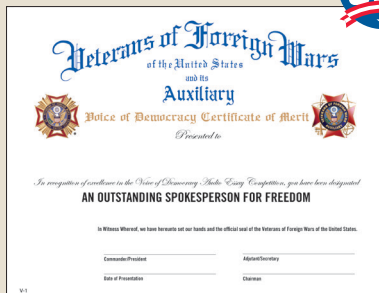 Veterans of Foreign Wars
of the United States
and its
Auxiliary
Voice of Democracy Certificate of Merit
Presented to
In recognition of excellence in the Voice of Democracy Audio Essay Competition, you have been designated
AN OUTSTANDING SPOKESPERSON FOR FREEDOM
In Witness Whereof, we have hereunto set our hands and the official seal of the Veterans of Foreign Wars of the United States.
Commander/President
Adjutant/Secretary
Date of Presentation
Chairman
V-1